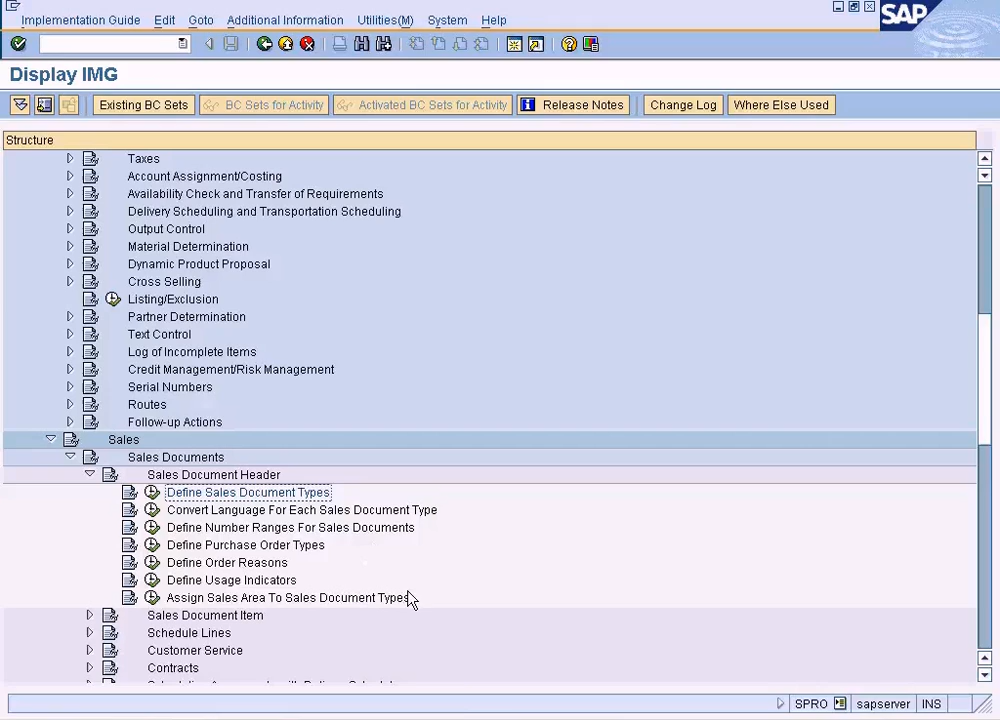 Implementation Guide Edit Goto Additional Information Utilities(M) System Help
SAP
Display IMG
Existing BC Sets BC Sets for Activity Activated BC Sets for Activity Release Notes Change Log Where Else Used
Structure
Taxes
Account Assignment/Costing
Availability Check and Transfer of Requirements
Delivery Scheduling and Transportation Scheduling
Output Control
Material Determination
Dynamic Product Proposal
Cross Selling
Listing/Exclusion
Partner Determination
Text Control
Log of Incomplete Items
Credit Management/Risk Management
Serial Numbers
Routes
Follow-up Actions
Sales
Sales Documents
Sales Document Header
Define Sales Document Types
Convert Language For Each Sales Document Type
Define Number Ranges For Sales Documents
Define Purchase Order Types
Define Order Reasons
Define Usage Indicators
Assign Sales Area To Sales Document Types
Sales Document Item
Schedule Lines
Customer Service
Contracts
SPRO sapserver INS